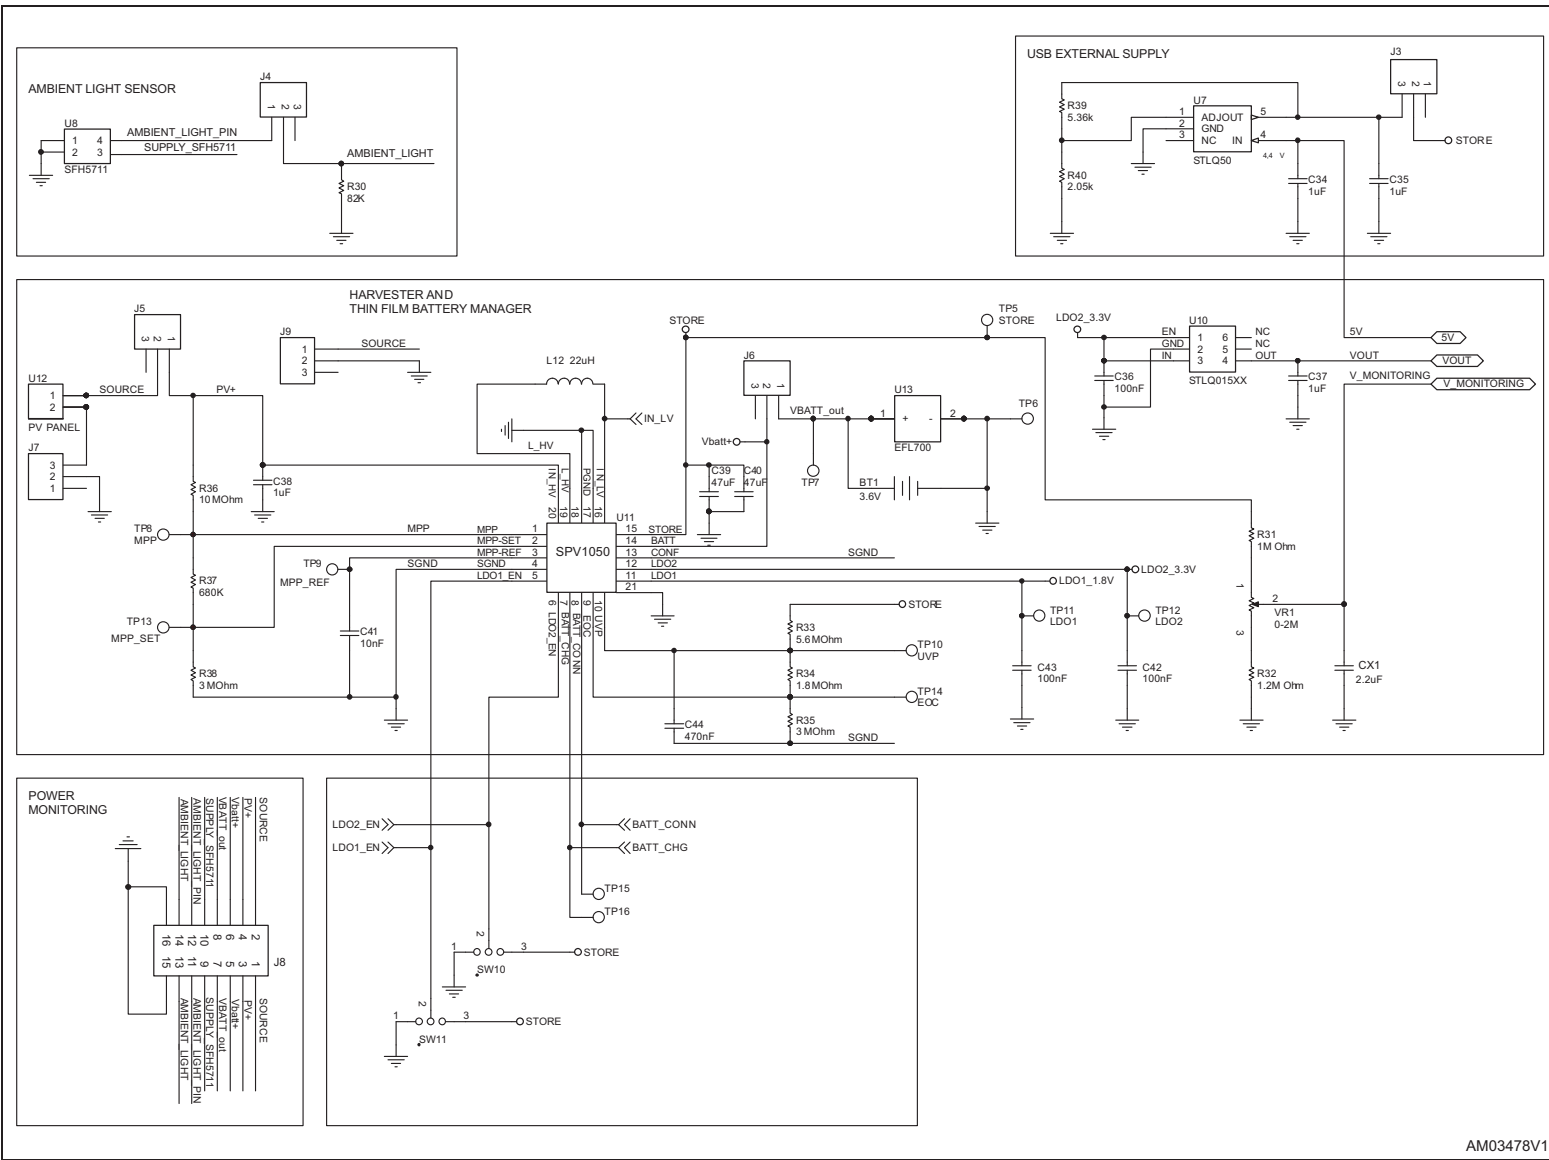 AMBIENT LIGHT SENSOR
J4
1 2 3
U8
1 4
2 3
SFH5711
AMBIENT_LIGHT_PIN
SUPPLY_SFH5711
AMBIENT_LIGHT
R30
82K
USB EXTERNAL SUPPLY
J3
3 2 1
R39
5.36k
U7
1 ADJOUT 5
2 GND
3 NC IN 4
STLQ50
4,4 V
STORE
R40
2.05k
C34
1uF
C35
1uF
HARVESTER AND
THIN FILM BATTERY MANAGER
J5
3 2 1
J9
1
2
3
SOURCE
U12
1
2
PV PANEL
SOURCE
PV+
J7
3
2
1
L12 22uH
IN_LV
L_HV
STORE
TP5
STORE
J6
3 2 1
VBATT_out
U13
1 + - 2
EFL700
TP6
Vbatt+
TP7
BT1
3.6V
C39
47uF
C40
47uF
LDO2_3.3V
U10
EN 1 6 NC
GND 2 5 NC
IN 3 4 OUT
STLQ015XX
C36
100nF
C37
1uF
5V
5V
VOUT
VOUT
V_MONITORING
V_MONITORING
R36
10 MOhm
C38
1uF
IN_HV 20
L_HV 19
18
PGND 17
IN_LV 16
U11
SPV1050
TP8
MPP
MPP MPP 1
MPP-SET 2
MPP-REF 3
SGND SGND 4
LDO1_EN 5
15 STORE
14 BATT
13 CONF
SGND
12 LDO2
11 LDO1
21
6 LDO2_EN
7 BATT_CHG
8 BATT_CONN
9 EOC
10 UVP
TP9
MPP_REF
R37
680K
TP13
MPP_SET
C41
10nF
R38
3 MOhm
LDO2_3.3V
LDO1_1.8V
TP11
LDO1
TP12
LDO2
C43
100nF
C42
100nF
STORE
R33
5.6 MOhm
TP10
UVP
R34
1.8 MOhm
TP14
EOC
R35
3 MOhm
SGND
C44
470nF
R31
1M Ohm
1
2
3
VR1
0-2M
R32
1.2M Ohm
CX1
2.2uF
POWER
MONITORING
SOURCE
PV+
Vbatt+
VBATT_out
SUPPLY_SFH5711
AMBIENT_LIGHT_PIN
AMBIENT_LIGHT
16 14 12 10 8 6 4 2
15 13 11 9 7 5 3 1
J8
SOURCE
PV+
Vbatt+
VBATT_out
SUPPLY_SFH5711
AMBIENT_LIGHT_PIN
AMBIENT_LIGHT
LDO2_EN
LDO1_EN
BATT_CONN
BATT_CHG
TP15
TP16
1 2 3
STORE
SW10
1 2 3
STORE
SW11
AM03478V1